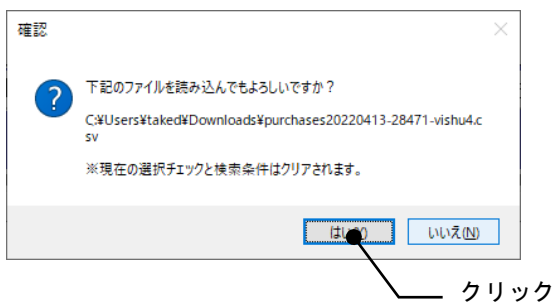 確認
下記のファイルを読み込んでもよろしいですか？
C:¥Users¥taked¥Downloads¥purchases20220413-28471-vishu4.c
sv
※現在の選択チェックと検索条件はクリアされます。
はい
いいえ(N)
クリック